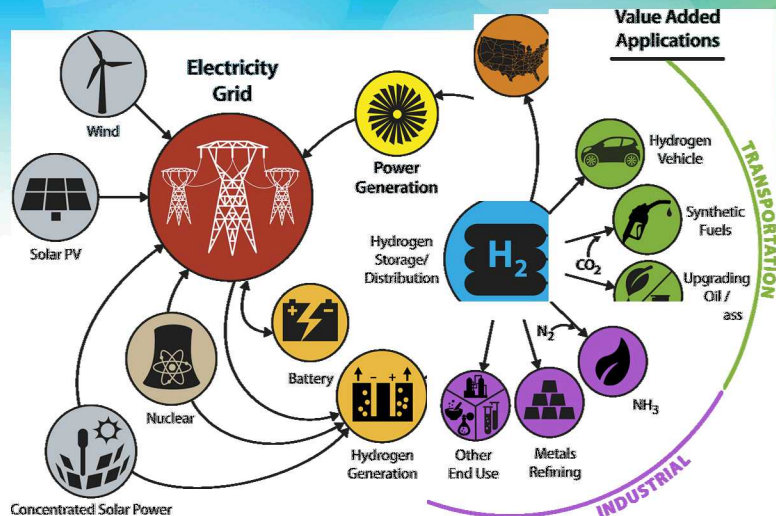 Value Added
Applications
Electricity
Grid
Wind
Power
Generation
Hydrogen
Vehicle
TRANSPORTATION
Solar PV
Hydrogen
Storage/
Distribution
H2
Synthetic
Fuels
CO2
Upgrading
Oil /
ass
Battery
Nuclear
N2
NH3
- +
Hydrogen
Generation
Other
End Use
Metals
Refining
INDUSTRIAL
Concentrated Solar Power